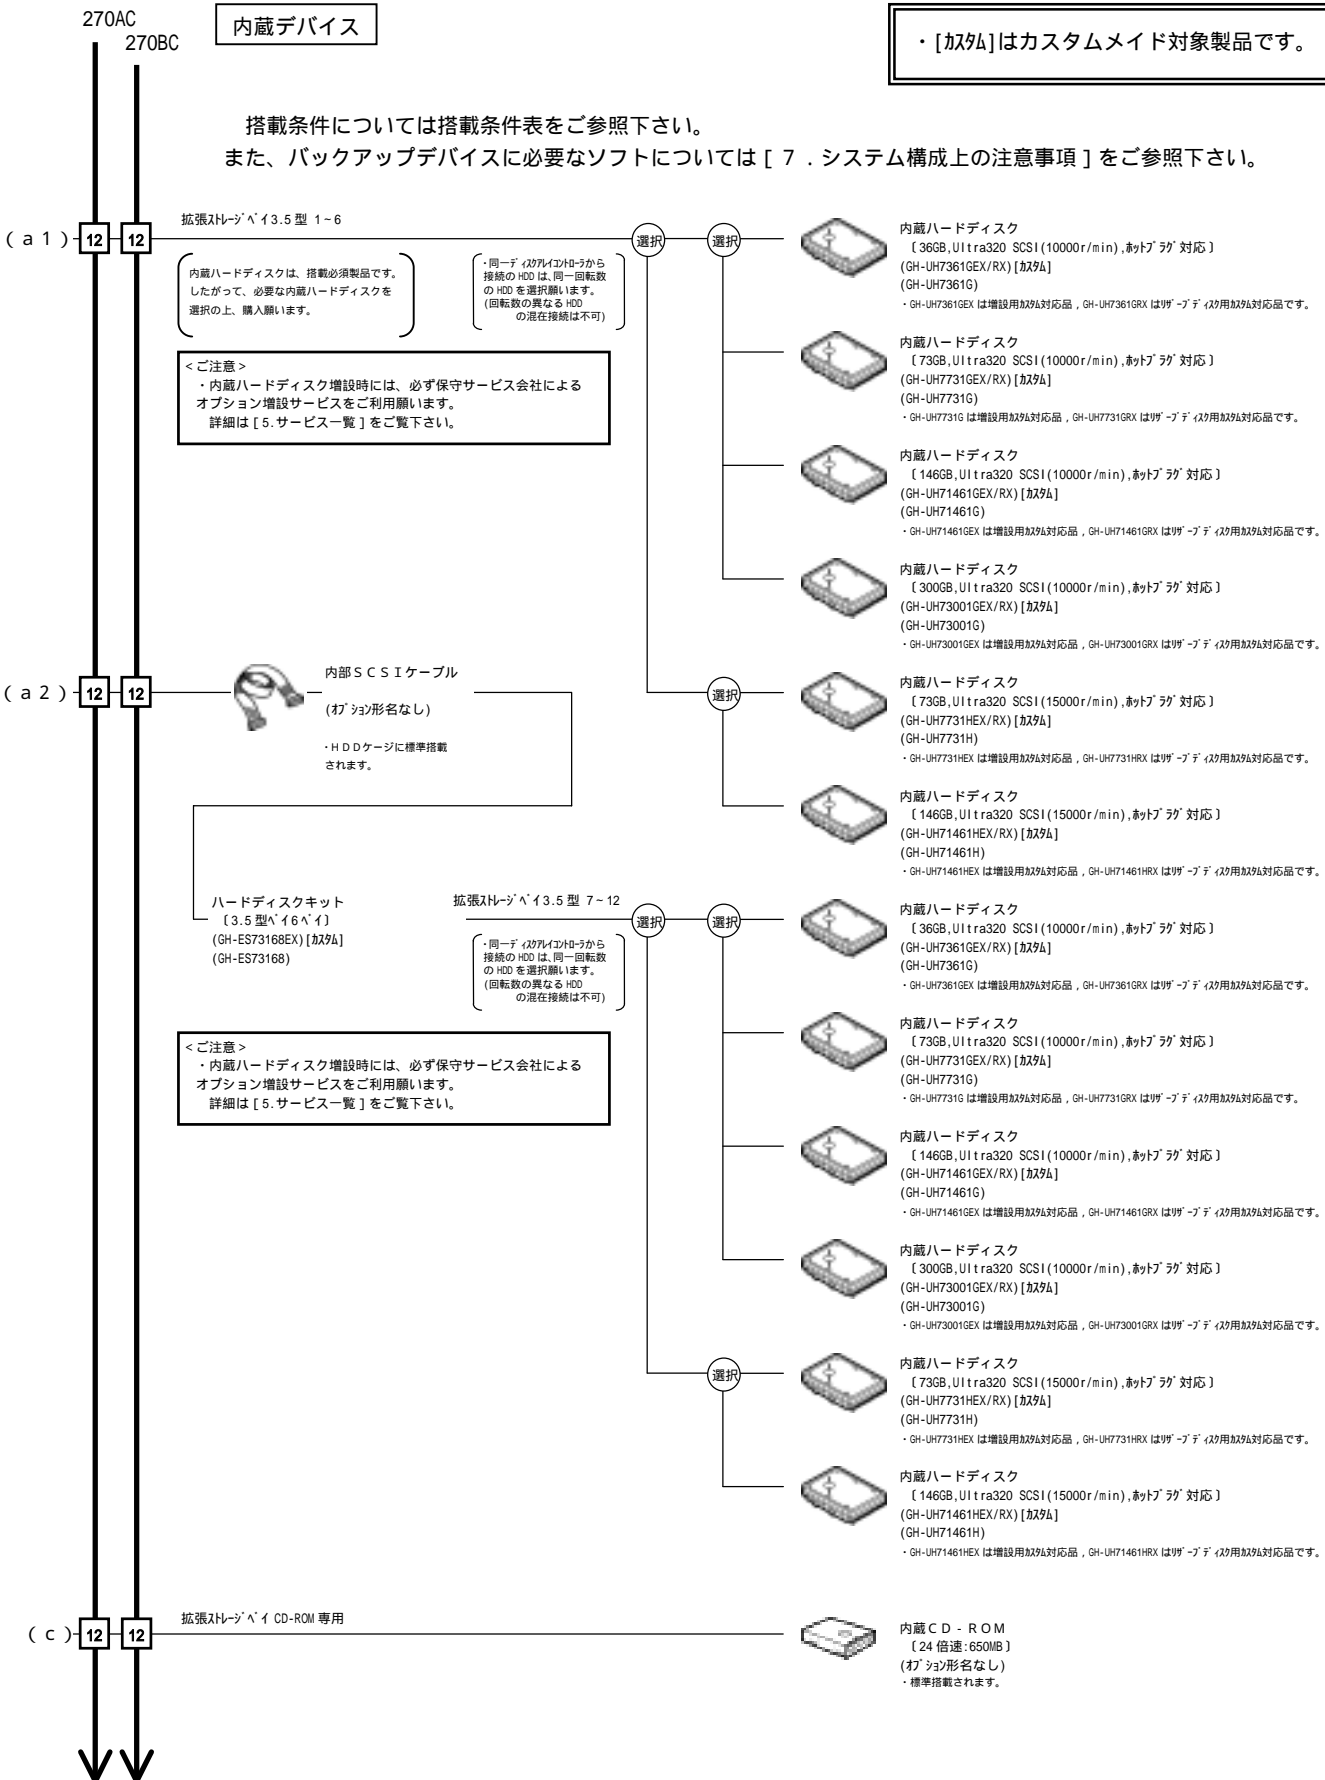 270AC
270BC
内蔵デバイス
・[ｶｽﾀﾑ]はカスタムメイド対象製品です。
搭載条件については搭載条件表をご参照下さい。
また、バックアップデバイスに必要なソフトについては［７．システム構成上の注意事項］をご参照下さい。
(a1)
12
12
拡張ｽﾄﾚｰｼﾞﾍﾞｲ3.5型 1~6
内蔵ハードディスクは、搭載必須製品です。
したがって、必要な内蔵ハードディスクを
選択の上、購入願います。
・同一ﾃﾞｨｽｸｱﾚｲｺﾝﾄﾛｰﾗから
接続の HDD は、同一回転数
の HDD を選択願います。
(回転数の異なる HDD
の混在接続は不可)
選択
選択
<ご注意>
・内蔵ハードディスク増設時には、必ず保守サービス会社による
オプション増設サービスをご利用願います。
詳細は［5.サービス一覧］をご覧下さい。
内蔵ハードディスク
〔36GB,Ultra320 SCSI(10000r/min),ﾎｯﾄﾌﾟﾗｸﾞ対応〕
(GH-UH7361GEX/RX)[ｶｽﾀﾑ]
(GH-UH7361G)
・GH-UH7361GEX は増設用ｶｽﾀﾑ対応品，GH-UH7361GRX はﾘｻﾞｰﾌﾞﾃﾞｨｽｸ用ｶｽﾀﾑ対応品です。
内蔵ハードディスク
〔73GB,Ultra320 SCSI(10000r/min),ﾎｯﾄﾌﾟﾗｸﾞ対応〕
(GH-UH7731GEX/RX)[ｶｽﾀﾑ]
(GH-UH7731G)
・GH-UH7731G は増設用ｶｽﾀﾑ対応品，GH-UH7731GRX はﾘｻﾞｰﾌﾞﾃﾞｨｽｸ用ｶｽﾀﾑ対応品です。
内蔵ハードディスク
〔146GB,Ultra320 SCSI(10000r/min),ﾎｯﾄﾌﾟﾗｸﾞ対応〕
(GH-UH71461GEX/RX)[ｶｽﾀﾑ]
(GH-UH71461G)
・GH-UH71461GEX は増設用ｶｽﾀﾑ対応品，GH-UH71461GRX はﾘｻﾞｰﾌﾞﾃﾞｨｽｸ用ｶｽﾀﾑ対応品です。
内蔵ハードディスク
〔300GB,Ultra320 SCSI(10000r/min),ﾎｯﾄﾌﾟﾗｸﾞ対応〕
(GH-UH73001GEX/RX)[ｶｽﾀﾑ]
(GH-UH73001G)
・GH-UH73001GEX は増設用ｶｽﾀﾑ対応品，GH-UH73001GRX はﾘｻﾞｰﾌﾞﾃﾞｨｽｸ用ｶｽﾀﾑ対応品です。
(a2)
12
12
内部ＳＣＳＩケーブル
(ｵﾌﾟｼｮﾝ形名なし)
・ＨＤＤケージに標準搭載
されます。
選択
内蔵ハードディスク
〔73GB,Ultra320 SCSI(15000r/min),ﾎｯﾄﾌﾟﾗｸﾞ対応〕
(GH-UH7731HEX/RX)[ｶｽﾀﾑ]
(GH-UH7731H)
・GH-UH7731HEX は増設用ｶｽﾀﾑ対応品，GH-UH7731HRX はﾘｻﾞｰﾌﾞﾃﾞｨｽｸ用ｶｽﾀﾑ対応品です。
内蔵ハードディスク
〔146GB,Ultra320 SCSI(15000r/min),ﾎｯﾄﾌﾟﾗｸﾞ対応〕
(GH-UH71461HEX/RX)[ｶｽﾀﾑ]
(GH-UH71461H)
・GH-UH71461HEX は増設用ｶｽﾀﾑ対応品，GH-UH71461HRX はﾘｻﾞｰﾌﾞﾃﾞｨｽｸ用ｶｽﾀﾑ対応品です。
ハードディスクキット
〔3.5型ﾍﾞｲ6ﾍﾞｲ〕
(GH-ES73168EX)[ｶｽﾀﾑ]
(GH-ES73168)
拡張ｽﾄﾚｰｼﾞﾍﾞｲ3.5型 7~12
・同一ﾃﾞｨｽｸｱﾚｲｺﾝﾄﾛｰﾗから
接続の HDD は、同一回転数
の HDD を選択願います。
(回転数の異なる HDD
の混在接続は不可)
選択
選択
<ご注意>
・内蔵ハードディスク増設時には、必ず保守サービス会社による
オプション増設サービスをご利用願います。
詳細は［5.サービス一覧］をご覧下さい。
内蔵ハードディスク
〔36GB,Ultra320 SCSI(10000r/min),ﾎｯﾄﾌﾟﾗｸﾞ対応〕
(GH-UH7361GEX/RX)[ｶｽﾀﾑ]
(GH-UH7361G)
・GH-UH7361GEX は増設用ｶｽﾀﾑ対応品，GH-UH7361GRX はﾘｻﾞｰﾌﾞﾃﾞｨｽｸ用ｶｽﾀﾑ対応品です。
内蔵ハードディスク
〔73GB,Ultra320 SCSI(10000r/min),ﾎｯﾄﾌﾟﾗｸﾞ対応〕
(GH-UH7731GEX/RX)[ｶｽﾀﾑ]
(GH-UH7731G)
・GH-UH7731G は増設用ｶｽﾀﾑ対応品，GH-UH7731GRX はﾘｻﾞｰﾌﾞﾃﾞｨｽｸ用ｶｽﾀﾑ対応品です。
内蔵ハードディスク
〔146GB,Ultra320 SCSI(10000r/min),ﾎｯﾄﾌﾟﾗｸﾞ対応〕
(GH-UH71461GEX/RX)[ｶｽﾀﾑ]
(GH-UH71461G)
・GH-UH71461GEX は増設用ｶｽﾀﾑ対応品，GH-UH71461GRX はﾘｻﾞｰﾌﾞﾃﾞｨｽｸ用ｶｽﾀﾑ対応品です。
内蔵ハードディスク
〔300GB,Ultra320 SCSI(10000r/min),ﾎｯﾄﾌﾟﾗｸﾞ対応〕
(GH-UH73001GEX/RX)[ｶｽﾀﾑ]
(GH-UH73001G)
・GH-UH73001GEX は増設用ｶｽﾀﾑ対応品，GH-UH73001GRX はﾘｻﾞｰﾌﾞﾃﾞｨｽｸ用ｶｽﾀﾑ対応品です。
選択
内蔵ハードディスク
〔73GB,Ultra320 SCSI(15000r/min),ﾎｯﾄﾌﾟﾗｸﾞ対応〕
(GH-UH7731HEX/RX)[ｶｽﾀﾑ]
(GH-UH7731H)
・GH-UH7731HEX は増設用ｶｽﾀﾑ対応品，GH-UH7731HRX はﾘｻﾞｰﾌﾞﾃﾞｨｽｸ用ｶｽﾀﾑ対応品です。
内蔵ハードディスク
〔146GB,Ultra320 SCSI(15000r/min),ﾎｯﾄﾌﾟﾗｸﾞ対応〕
(GH-UH71461HEX/RX)[ｶｽﾀﾑ]
(GH-UH71461H)
・GH-UH71461HEX は増設用ｶｽﾀﾑ対応品，GH-UH71461HRX はﾘｻﾞｰﾌﾞﾃﾞｨｽｸ用ｶｽﾀﾑ対応品です。
(c)
12
12
拡張ｽﾄﾚｰｼﾞﾍﾞｲ CD-ROM 専用
内蔵ＣＤ－ＲＯＭ
〔24 倍速:650MB〕
(ｵﾌﾟｼｮﾝ形名なし)
・標準搭載されます。